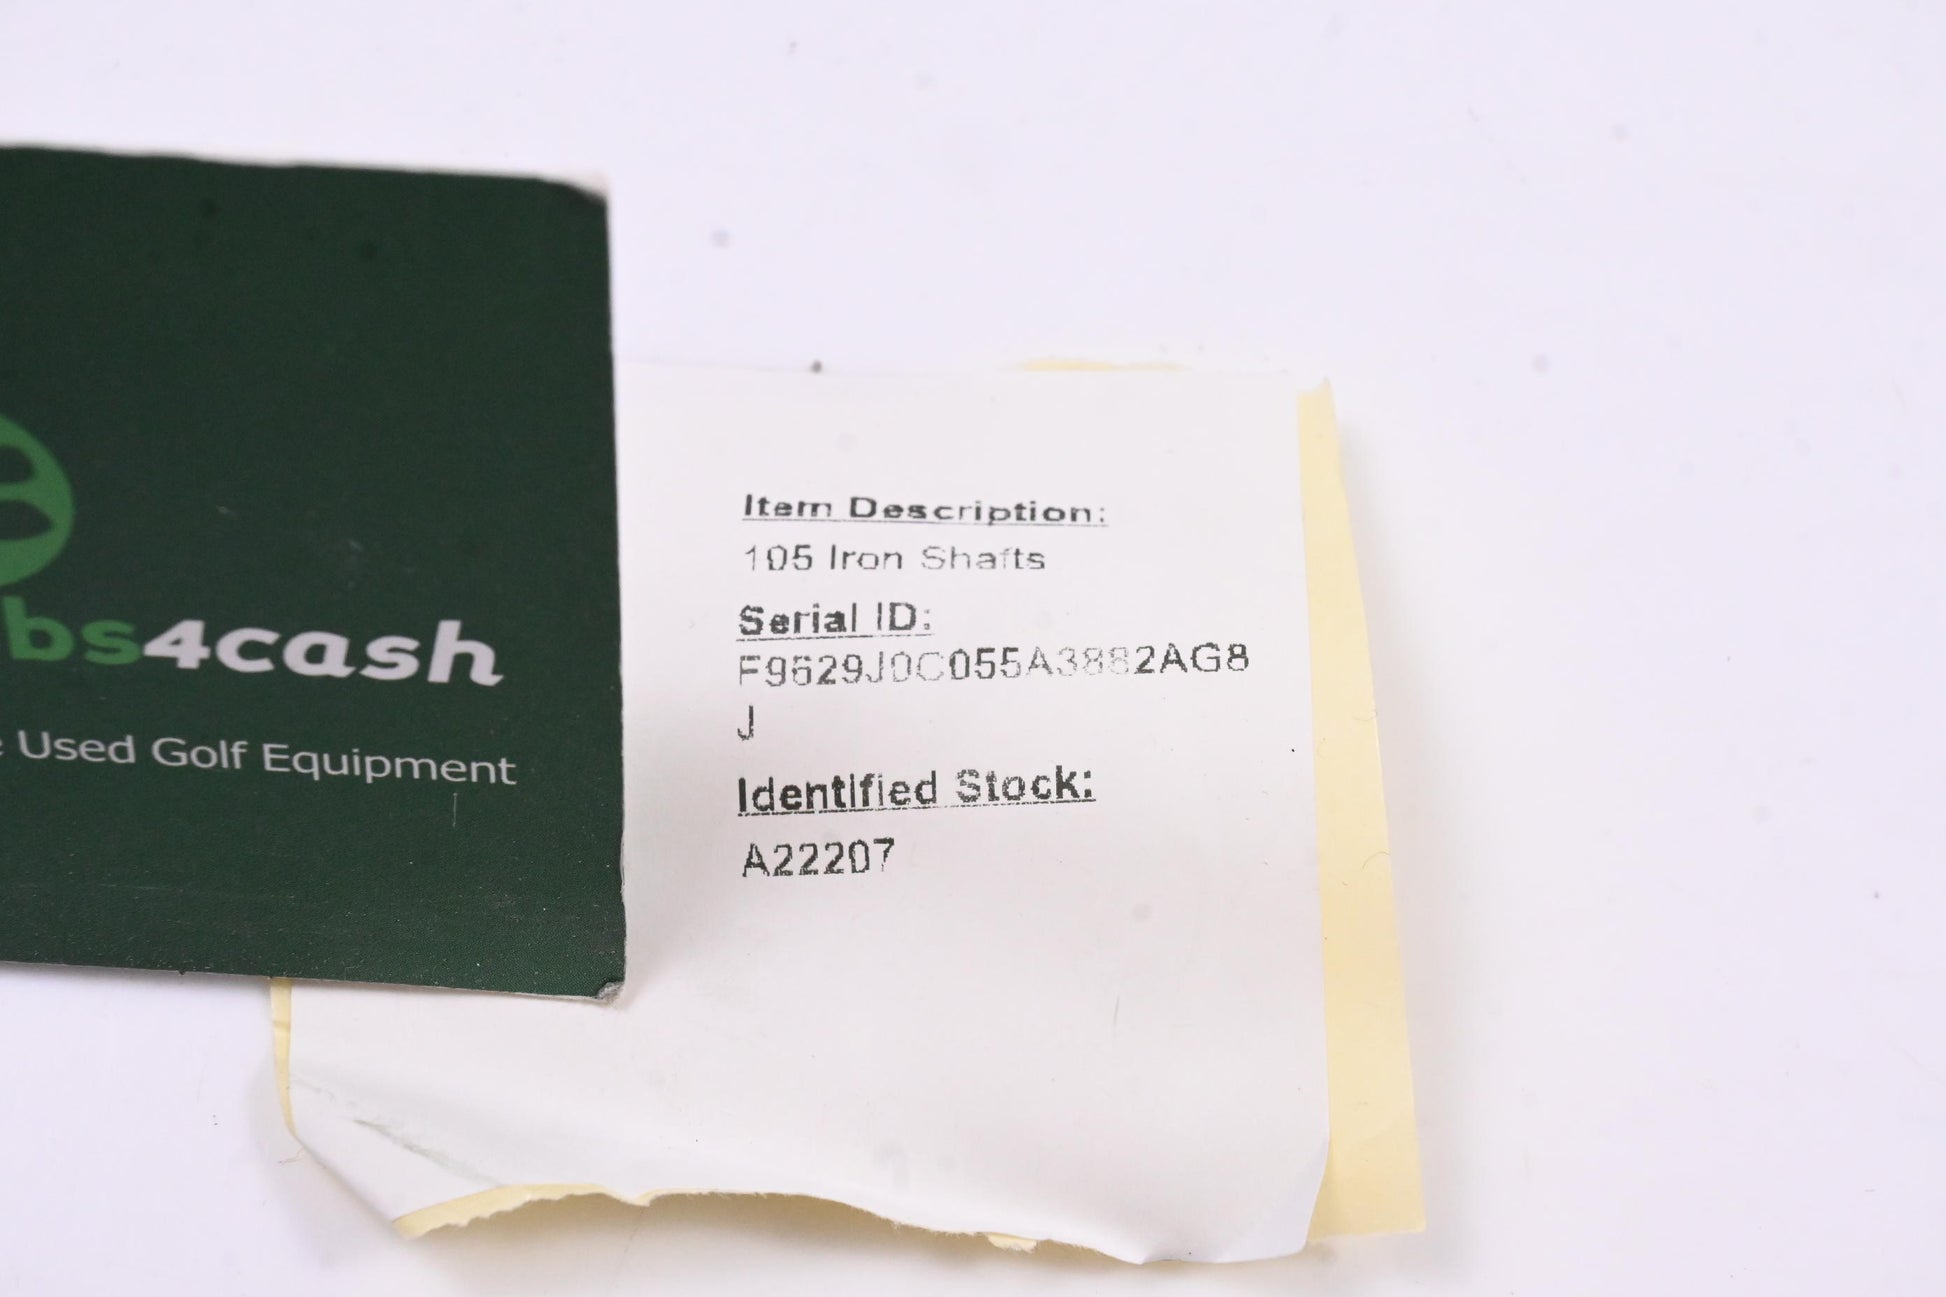 bs4cash
Used Golf Equipment
Item Description:
105 Iron Shafts
Serial ID:
F9629J0C055A3882AG8
J
Identified Stock:
A22207